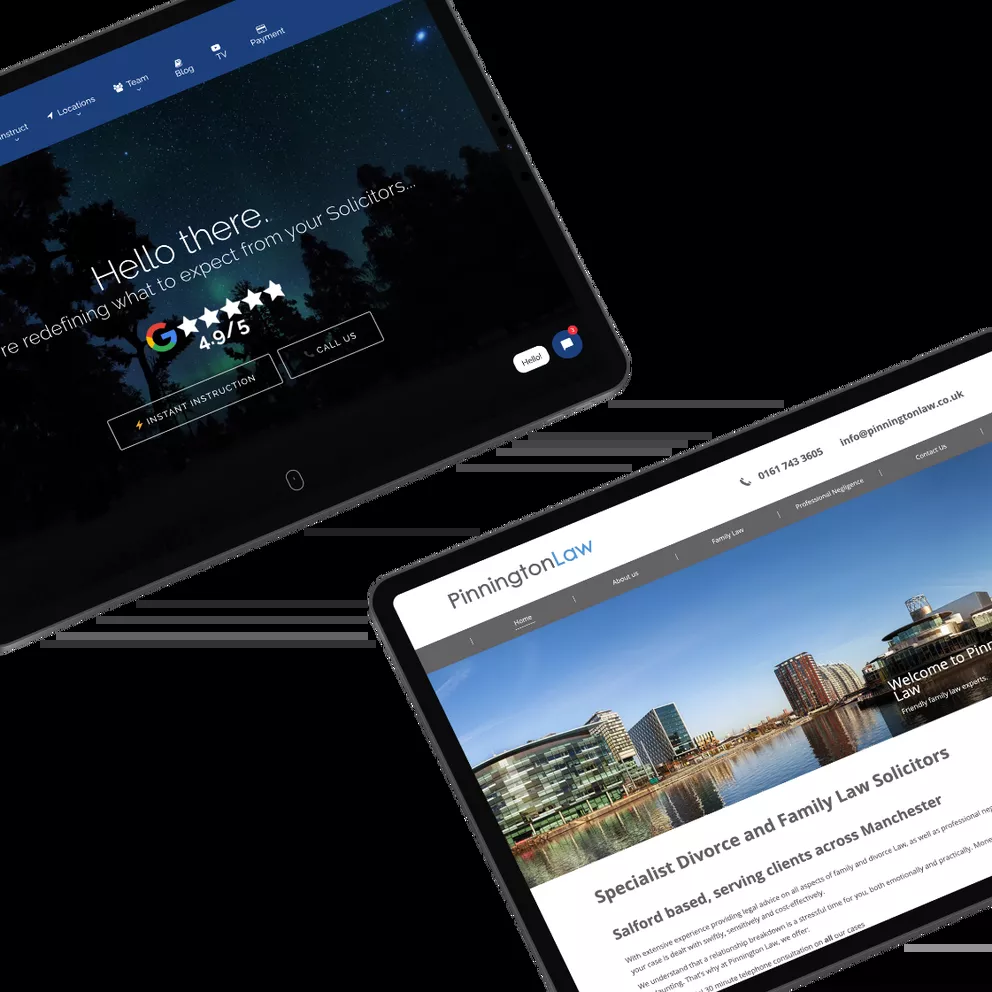 Instruct
Locations
Team
Blog
TV
Payment
Hello there.
re redefining what to expect from your Solicitors...
4.9/5
INSTANT INSTRUCTION
CALL US
Hello!
0161 743 3605
info@pinningtonlaw.co.uk
PinningtonLaw
Home
About us
Family Law
Professional Negligence
Contact Us
Welcome to Pinn
Law
Friendly family law experts.
Specialist Divorce and Family Law Solicitors
Salford based, serving clients across Manchester
With extensive experience providing legal advice on all aspects of family and divorce Law, as well as professional neg
your case is dealt with swiftly, sensitively and cost-effectively.
We understand that a relationship breakdown is a stressful time for you, both emotionally and practically. Mone
daunting. That's why at Pinnington Law, we offer:
30 minute telephone consultation on all our cases